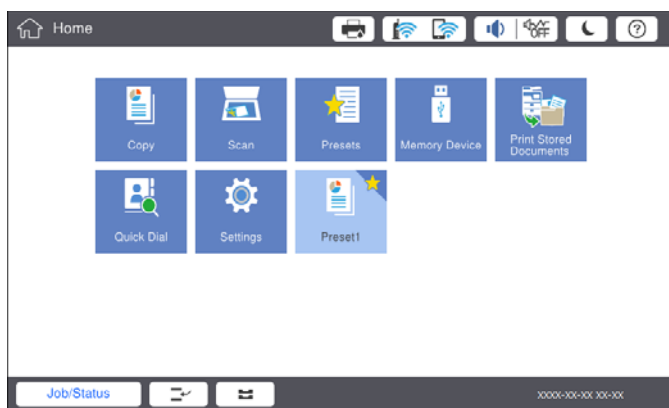 Home
OFF
?
Copy
Scan
Presets
Memory Device
Print Stored
Documents
Quick Dial
Settings
Preset1
Job/Status
XXXX-XX-XX XX-XX